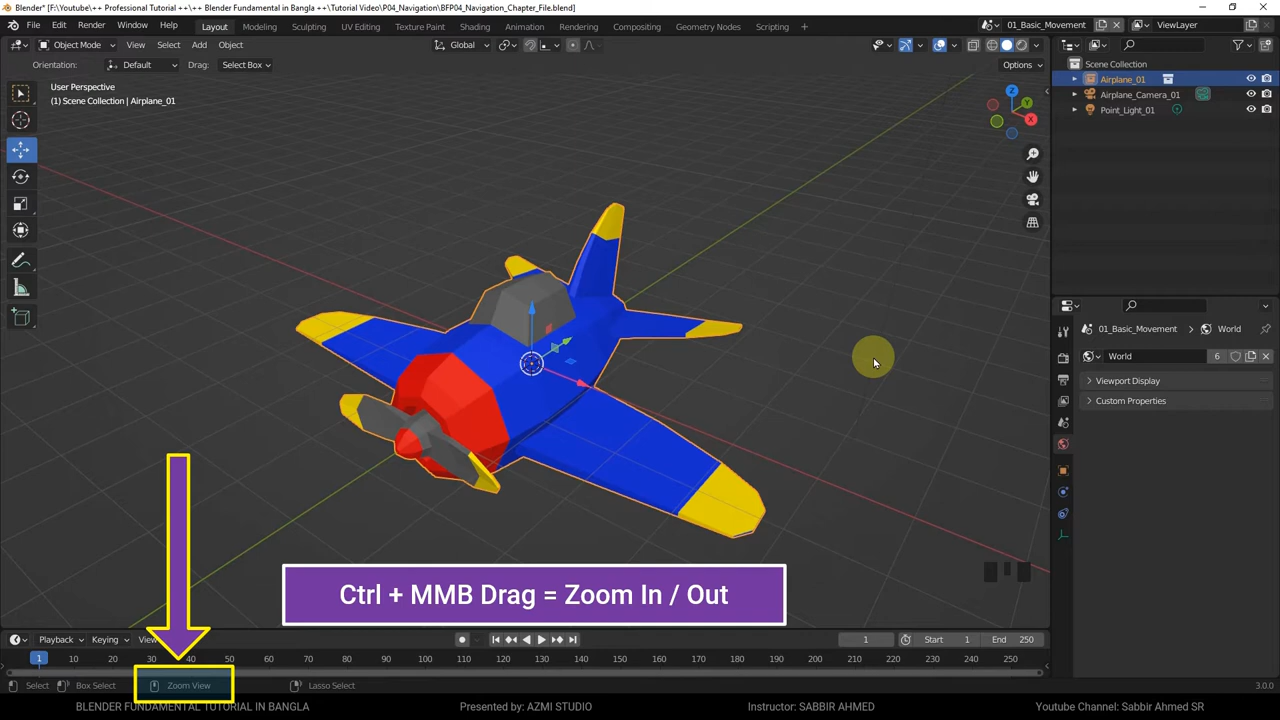 Blender* [F:\Youtube\++ Professional Tutorial ++\Blender Fundamental in Bangla ++\Tutorial Video\P04_Navigation\BFP04_Navigation_Chapter_File.blend]
File Edit Render Window Help Layout Modeling Sculpting UV Editing Texture Paint Shading Animation Rendering Compositing Geometry Nodes Scripting + 01_Basic_Movement ViewLayer
Object Mode View Select Add Object Global
Orientation: Default Drag: Select Box Options
User Perspective
(1) Scene Collection | Airplane_01
Z
Y
X
Scene Collection
Airplane_01
Airplane_Camera_01
Point_Light_01
01_Basic_Movement World
World 6
Viewport Display
Custom Properties
Ctrl + MMB Drag = Zoom In / Out
Playback Keying View 1 Start 1 End 250
1 10 20 30 40 50 60 70 80 90 100 110 120 130 140 150 160 170 180 190 200 210 220 230 240 250
Select Box Select Zoom View Lasso Select 3.0.0
BLENDER FUNDAMENTAL TUTORIAL IN BANGLA Presented by: AZMI STUDIO Instructor: SABBIR AHMED Youtube Channel: Sabbir Ahmed SR